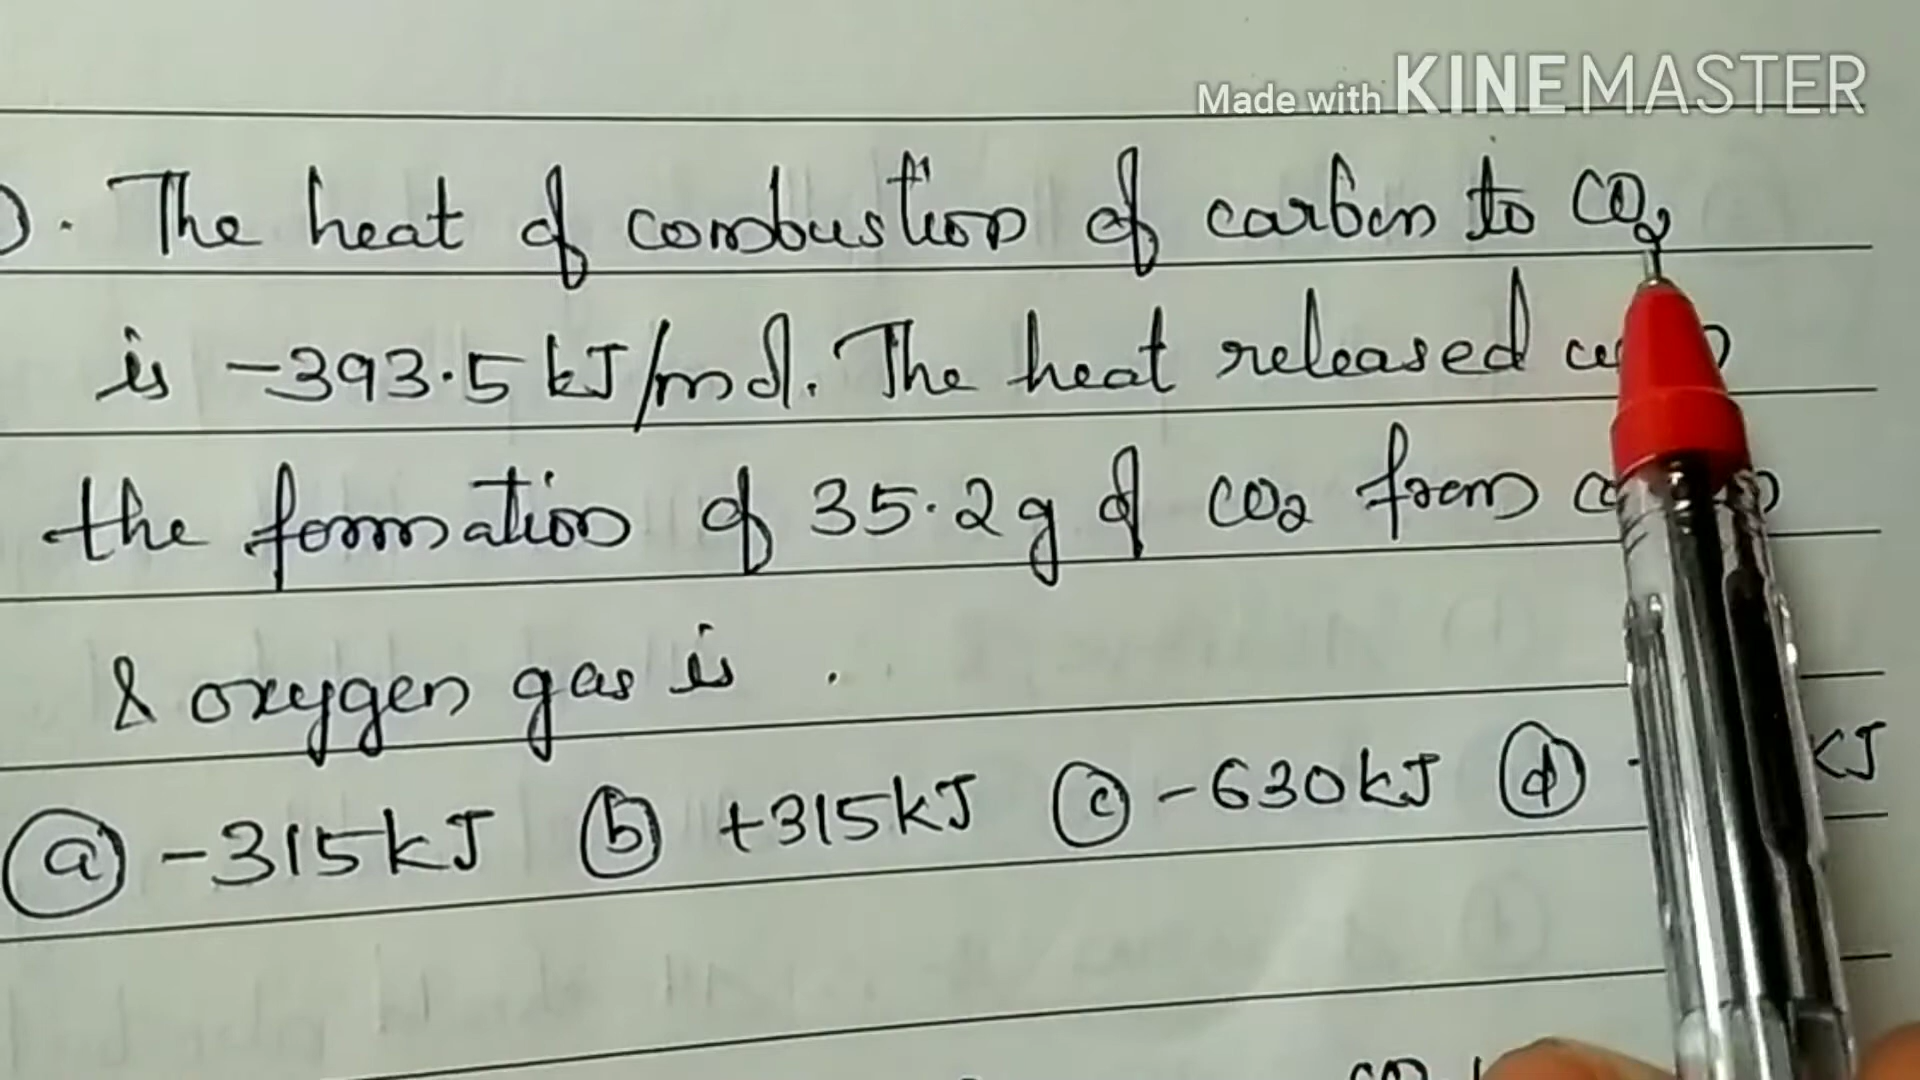 Made with KINEMASTER
). The heat of combustion of carbon to CO2
is -393.5 kJ/mol. The heat released
the formation of 35.2g of CO2 from
& oxygen gas is .
(a) -315kJ (b) +315kJ (c) -630kJ (d) - KJ